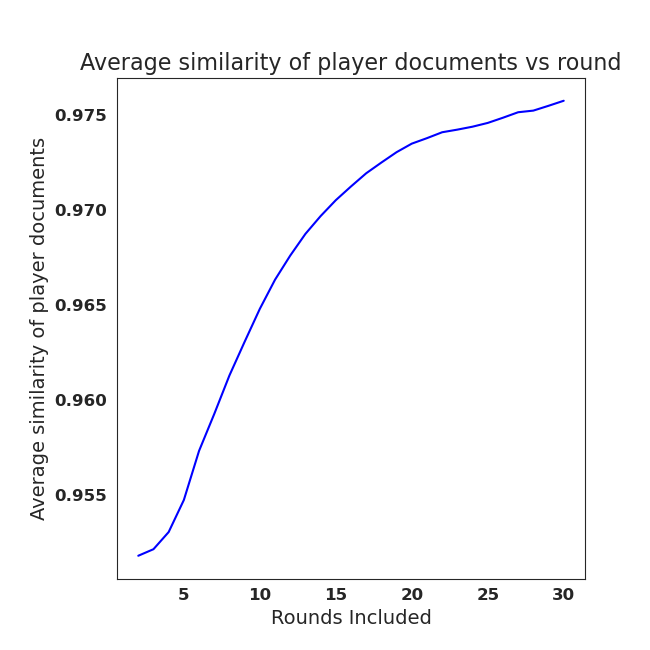 Average similarity of player documents vs round
Average similarity of player documents
0.975
0.970
0.965
0.960
0.955
5 10 15 20 25 30
Rounds Included